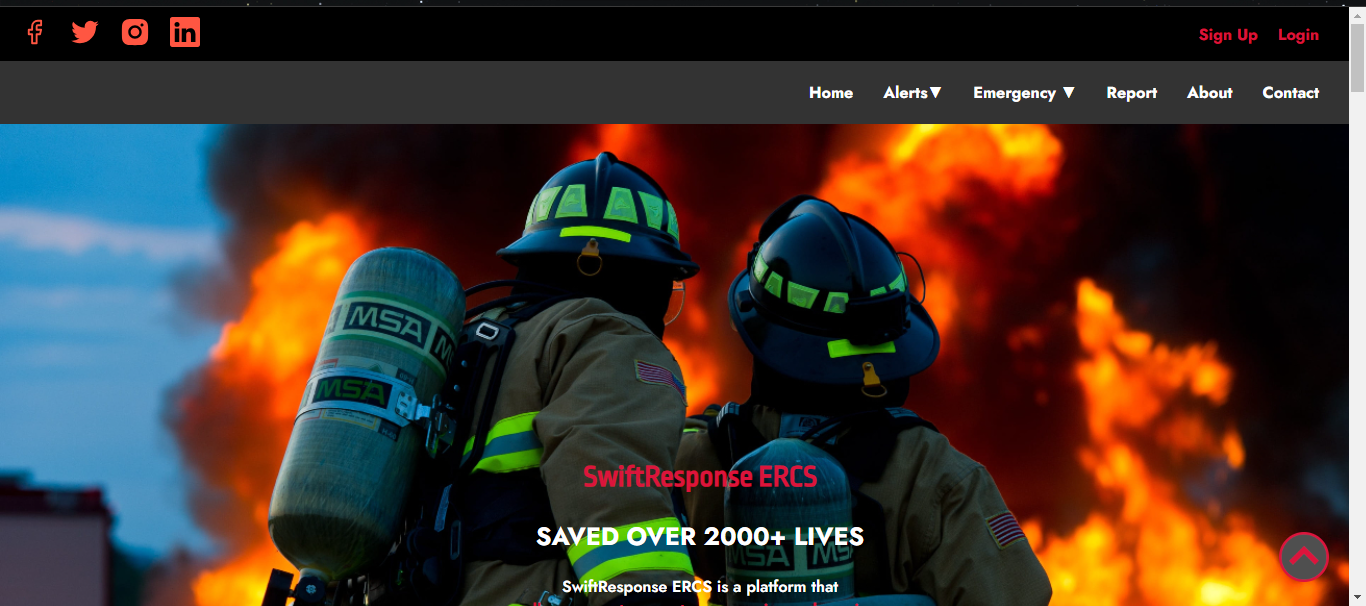 Sign Up Login
Home Alerts▼ Emergency ▼ Report About Contact
MSA
MSA
SwiftResponse ERCS
SAVED OVER 2000+ LIVES
MSA
SwiftResponse ERCS is a platform that